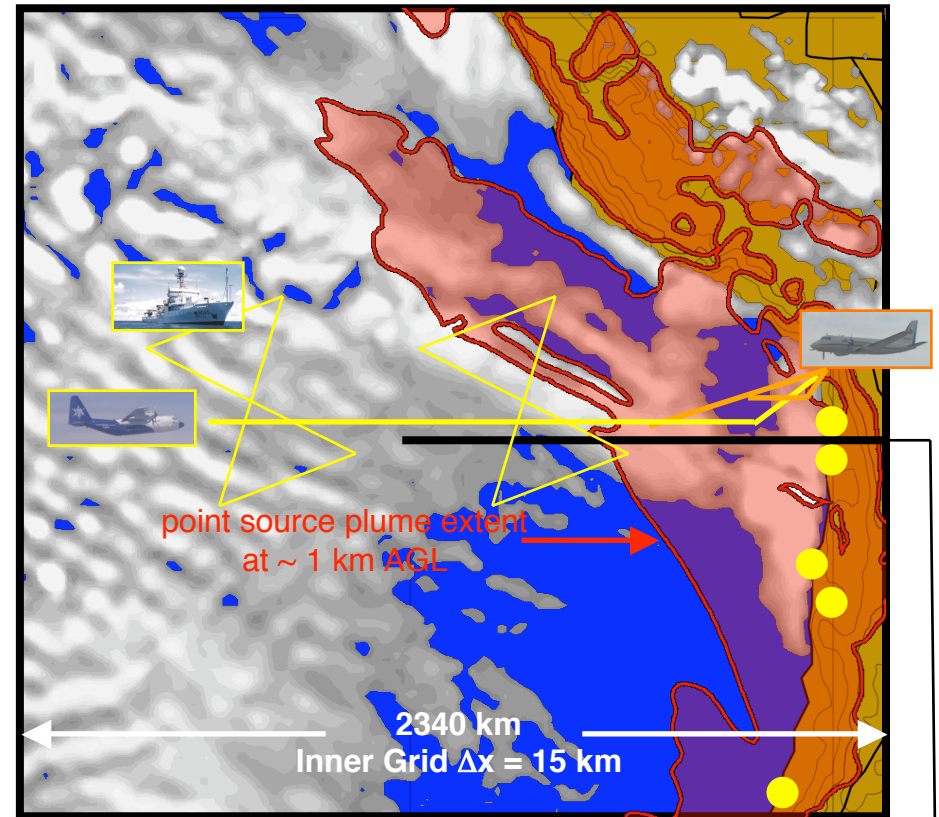 point source plume extent
at ~ 1 km AGL
2340 km
Inner Grid Δx = 15 km